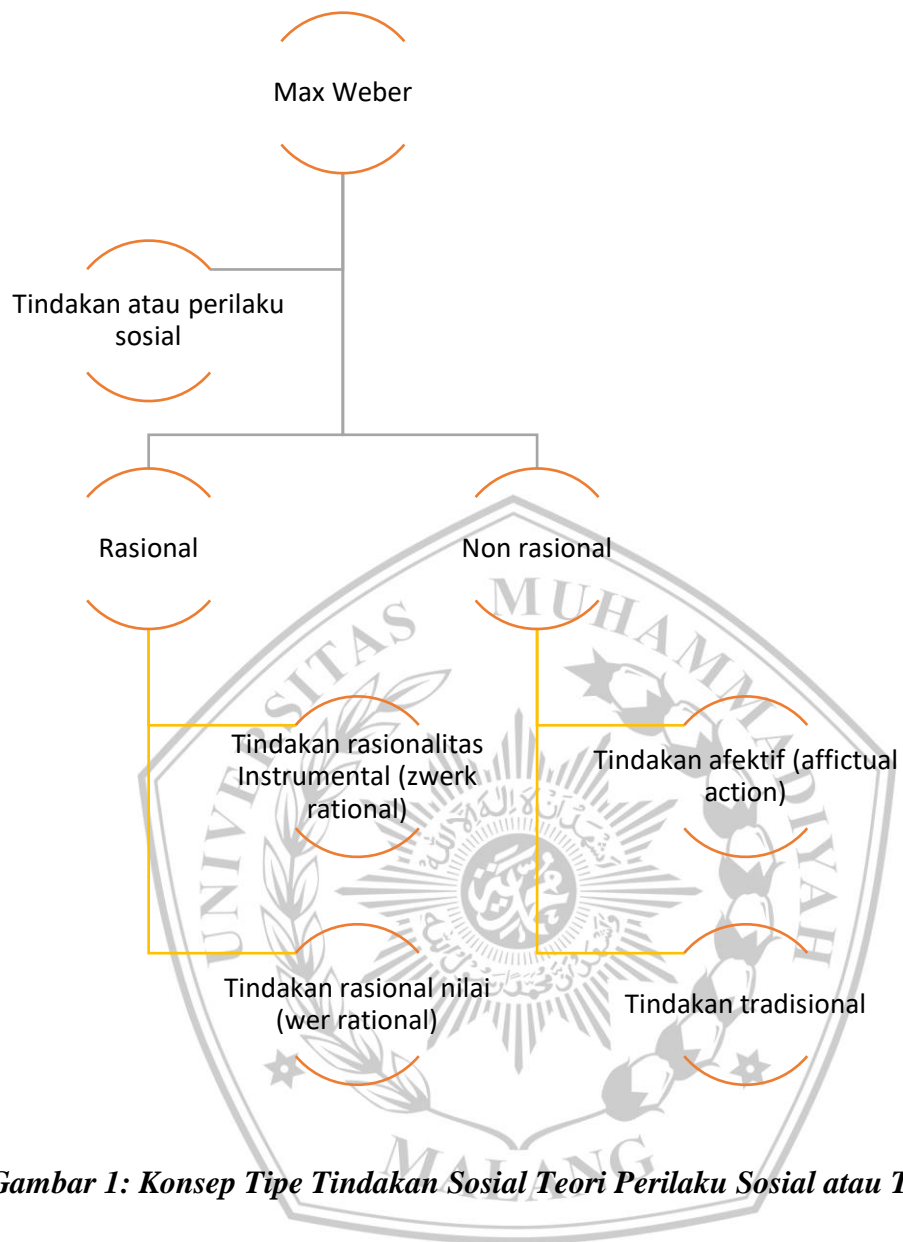 Max Weber
Tindakan atau perilaku
sosial
Rasional
Non rasional
Tindakan rasionalitas
Instrumental (zwerk
rational)
Tindakan afektif (affictual
action)
Tindakan rasional nilai
(wer rational)
Tindakan tradisional
UNIVERSITAS MUHAMMADIYAH
MALANG
Gambar 1: Konsep Tipe Tindakan Sosial Teori Perilaku Sosial atau T